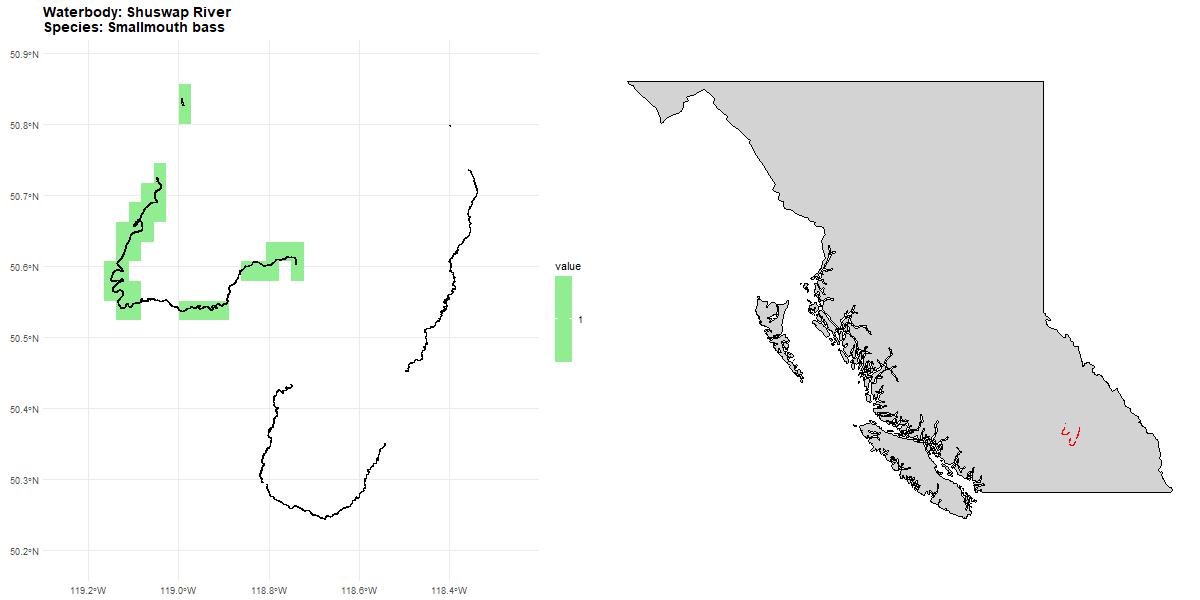 Waterbody: Shuswap River
Species: Smallmouth bass
50.9°N
50.8°N
50.7°N
50.6°N
50.5°N
50.4°N
50.3°N
50.2°N
119.2°W
119.0°W
118.8°W
118.6°W
118.4°W
value
1